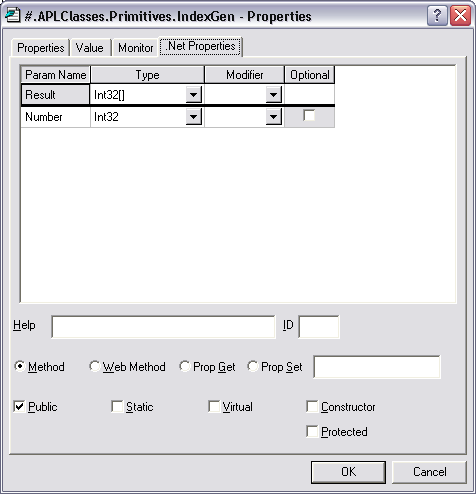 #.APLClasses.Primitives.IndexGen - Properties
Properties Value Monitor .Net Properties
Param Name Type Modifier Optional
Result Int32[]
Number Int32
Help ID
Method Web Method Prop Get Prop Set
Public Static Virtual Constructor
Protected
OK Cancel